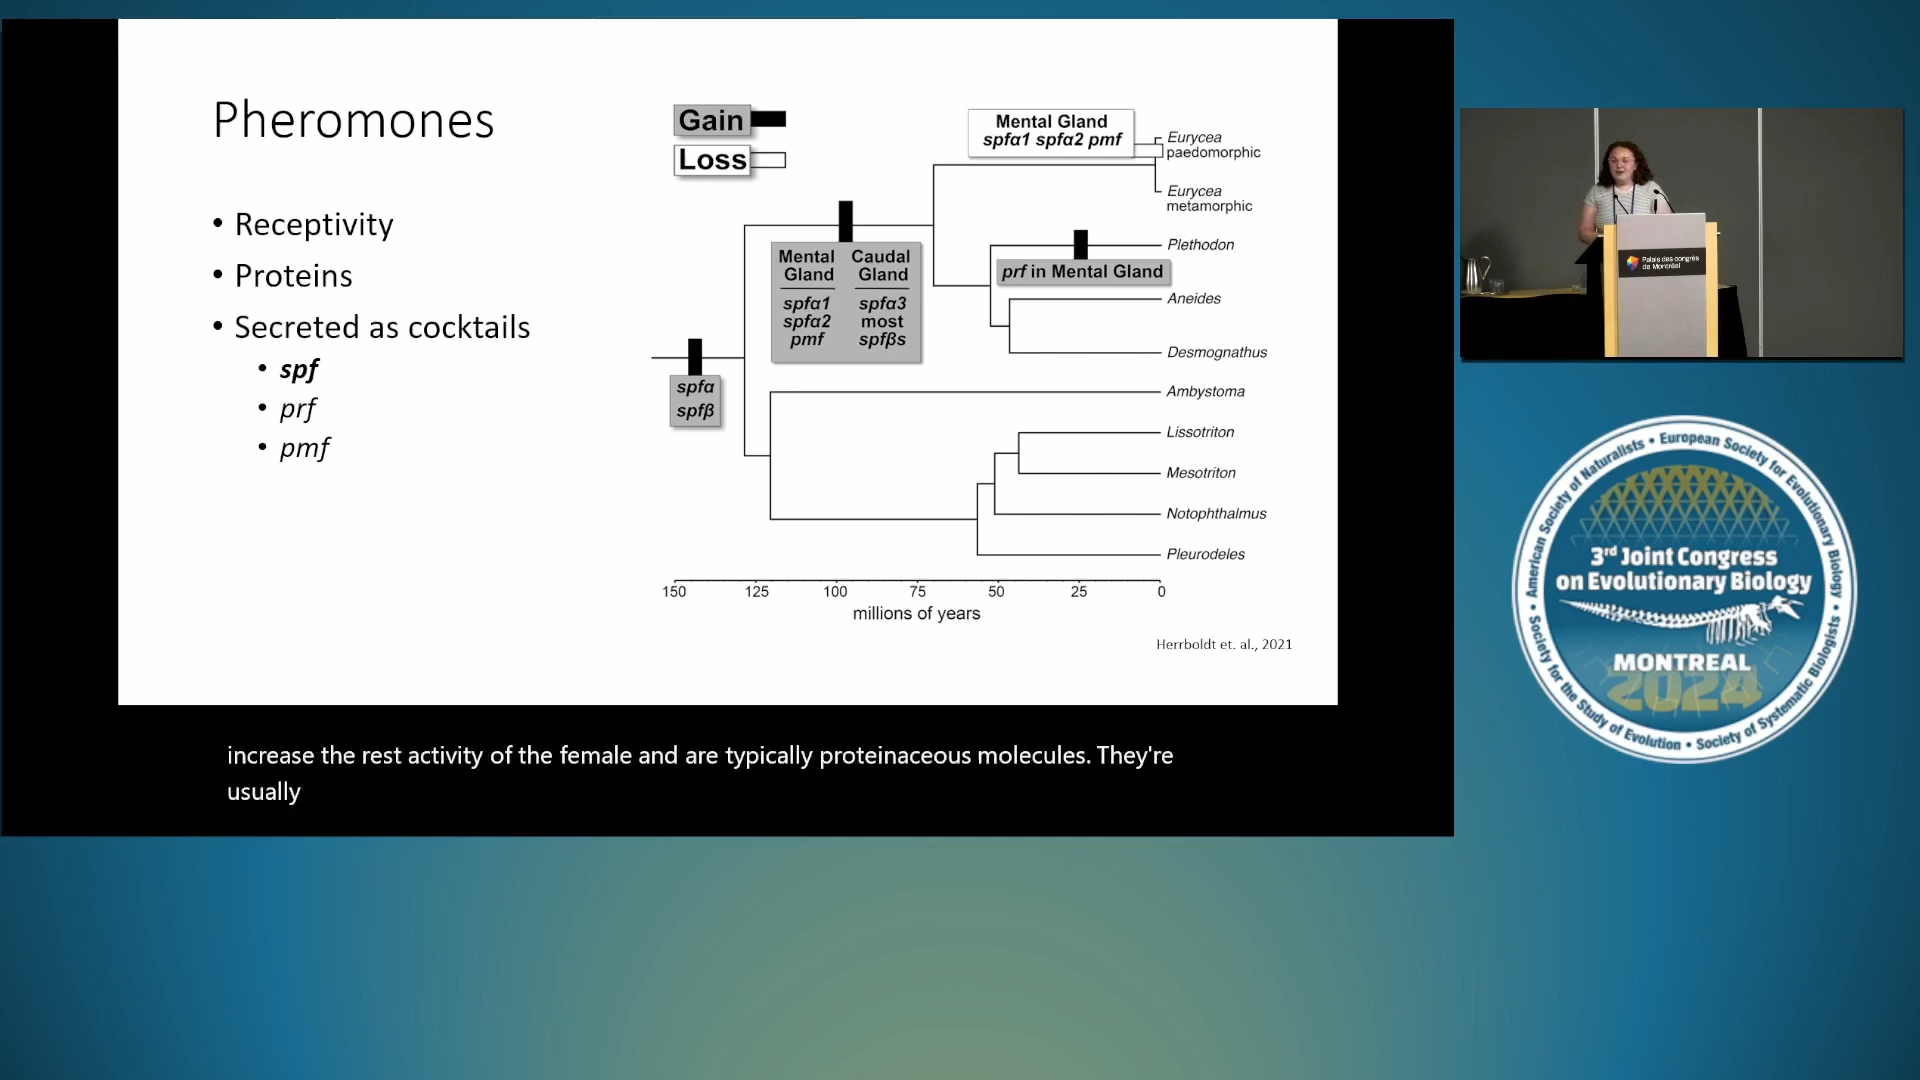 Pheromones
• Receptivity
• Proteins
• Secreted as cocktails
• spf
• prf
• pmf
Gain
Loss
Mental Gland
spfα1 spfα2 pmf
Eurycea
paedomorphic
Eurycea
metamorphic
Plethodon
prf in Mental Gland
Mental Gland
spfα1
spfα2
pmf
Caudal Gland
spfα3
most
spfβs
spfα
spfβ
Aneides
Desmognathus
Ambystoma
Lissotriton
Mesotriton
Notophthalmus
Pleurodeles
150 125 100 75 50 25 0
millions of years
Herrboldt et. al., 2021
increase the rest activity of the female and are typically proteinaceous molecules. They're
usually
Palais des congrès
de Montréal
American Society of Naturalists • European Society for Evolutionary Biology • Society of Systematic Biologists • Society for the Study of Evolution •
3rd Joint Congress
on Evolutionary Biology
MONTREAL
2024